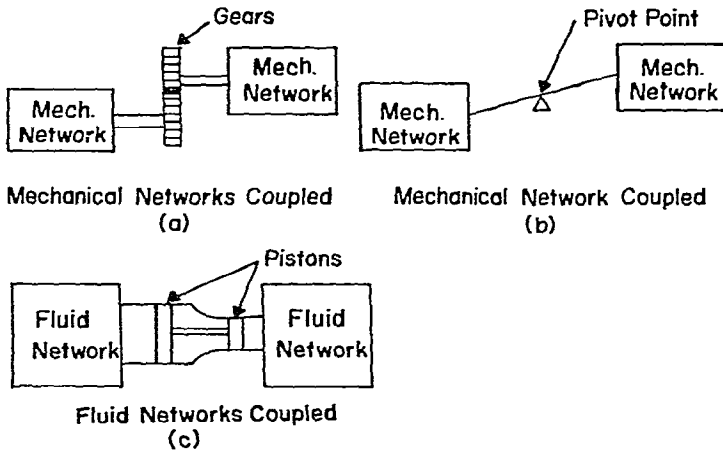 Gears
Mech.
Network
Mech.
Network
Mechanical Networks Coupled
(a)
Pivot Point
Mech.
Network
Mech.
Network
Mechanical Network Coupled
(b)
Pistons
Fluid
Network
Fluid
Network
Fluid Networks Coupled
(c)